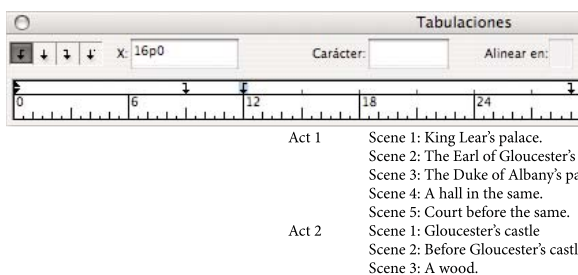 Tabulaciones
X: 16p0 Carácter: Alinear en:
0 6 12 18 24
Act 1 Scene 1: King Lear’s palace.
Scene 2: The Earl of Gloucester’s
Scene 3: The Duke of Albany’s pa
Scene 4: A hall in the same.
Scene 5: Court before the same.
Act 2 Scene 1: Gloucester’s castle
Scene 2: Before Gloucester’s castl
Scene 3: A wood.